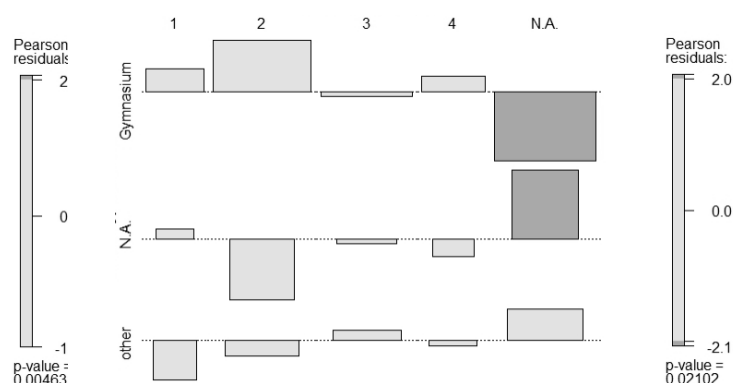 1 2 3 4 N.A.
Pearson
residuals
2
0
-1
p-value =
0.00463
Gymnasium
N.A.
other
Pearson
residuals:
2.0
0.0
-2.1
p-value =
0.02102